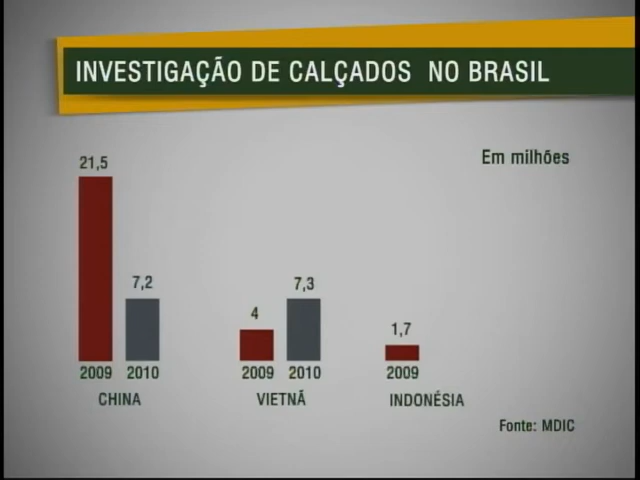 INVESTIGAÇÃO DE CALÇADOS NO BRASIL
Em milhões
21,5
7,2
4
7,3
1,7
2009 2010
2009 2010
2009
CHINA
VIETNÃ
INDONÉSIA
Fonte: MDIC